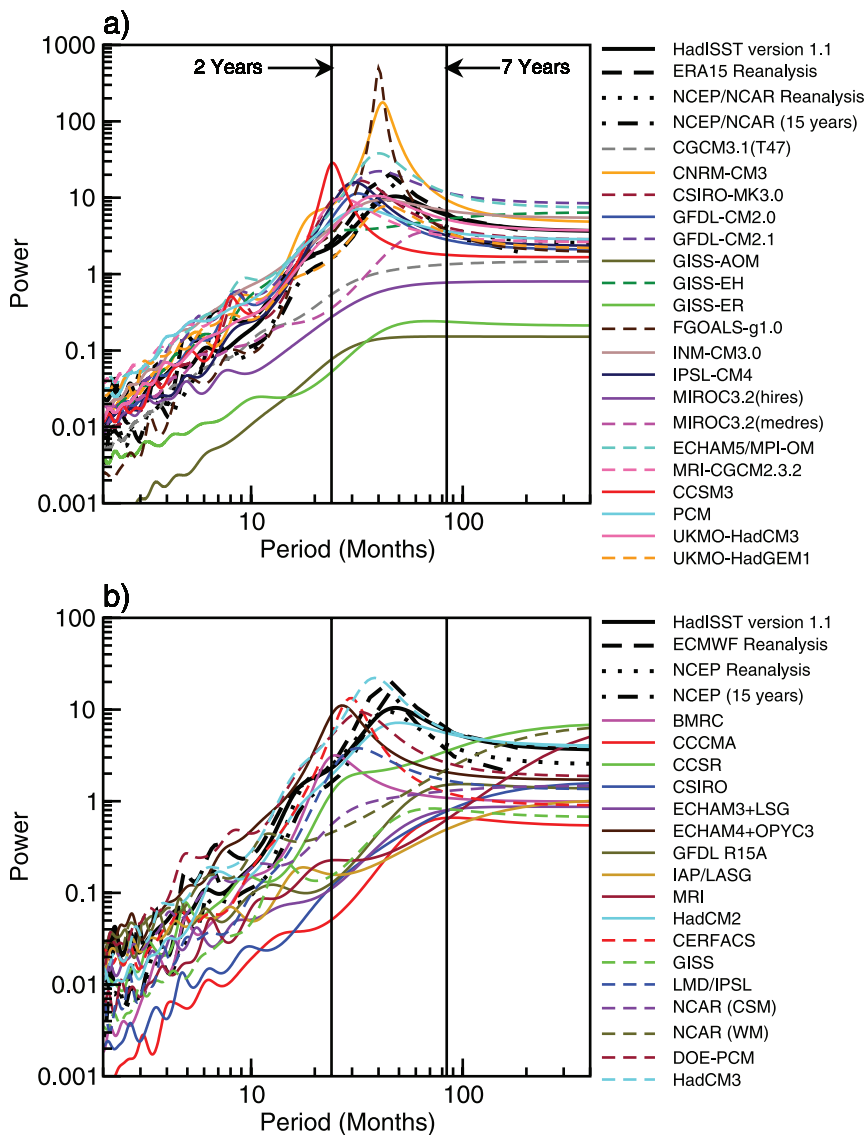 a)
1000
100
10
1
0.1
0.01
0.001
Power
2 Years
7 Years
10
100
Period (Months)
HadISST version 1.1
ERA15 Reanalysis
NCEP/NCAR Reanalysis
NCEP/NCAR (15 years)
CGCM3.1(T47)
CNRM-CM3
CSIRO-MK3.0
GFDL-CM2.0
GFDL-CM2.1
GISS-AOM
GISS-EH
GISS-ER
FGOALS-g1.0
INM-CM3.0
IPSL-CM4
MIROC3.2(hires)
MIROC3.2(medres)
ECHAM5/MPI-OM
MRI-CGCM2.3.2
CCSM3
PCM
UKMO-HadCM3
UKMO-HadGEM1
b)
100
10
1
0.1
0.01
0.001
Power
10
100
Period (Months)
HadISST version 1.1
ECMWF Reanalysis
NCEP Reanalysis
NCEP (15 years)
BMRC
CCCMA
CCSR
CSIRO
ECHAM3+LSG
ECHAM4+OPYC3
GFDL R15A
IAP/LASG
MRI
HadCM2
CERFACS
GISS
LMD/IPSL
NCAR (CSM)
NCAR (WM)
DOE-PCM
HadCM3